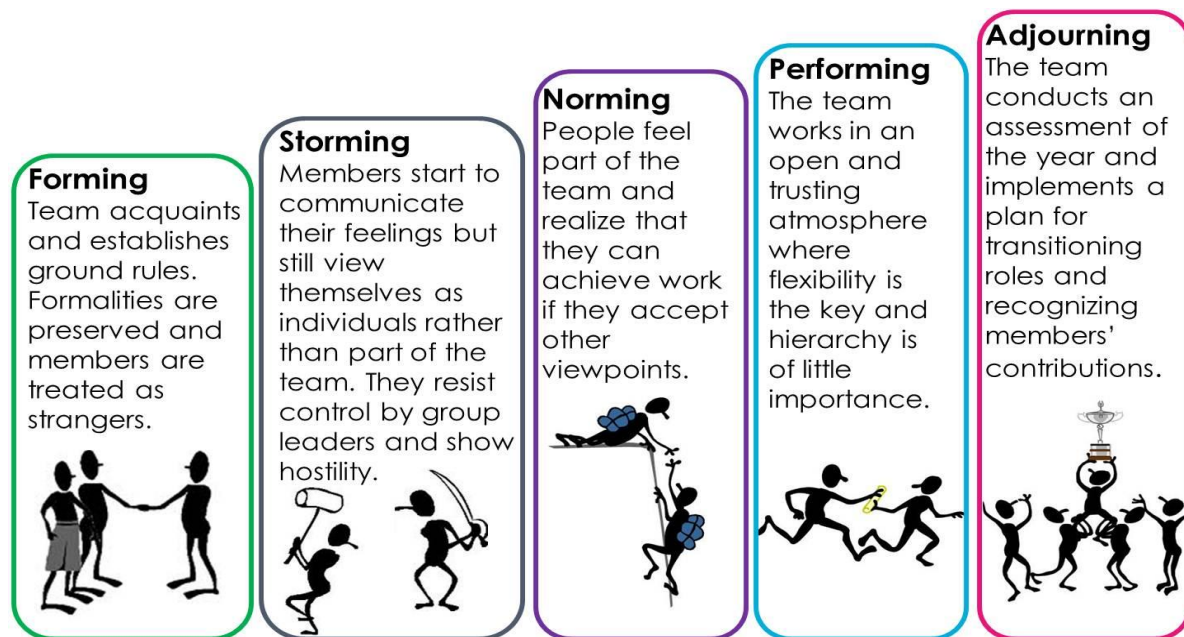 Forming
Team acquaints
and establishes
ground rules.
Formalities are
preserved and
members are
treated as
strangers.
Storming
Members start to
communicate
their feelings but
still view
themselves as
individuals rather
than part of the
team. They resist
control by group
leaders and show
hostility.
Norming
People feel
part of the
team and
realize that
they can
achieve work
if they accept
other
viewpoints.
Performing
The team
works in an
open and
trusting
atmosphere
where
flexibility is
the key and
hierarchy is
of little
importance.
Adjourning
The team
conducts an
assessment of
the year and
implements a
plan for
transitioning
roles and
recognizing
members’
contributions.